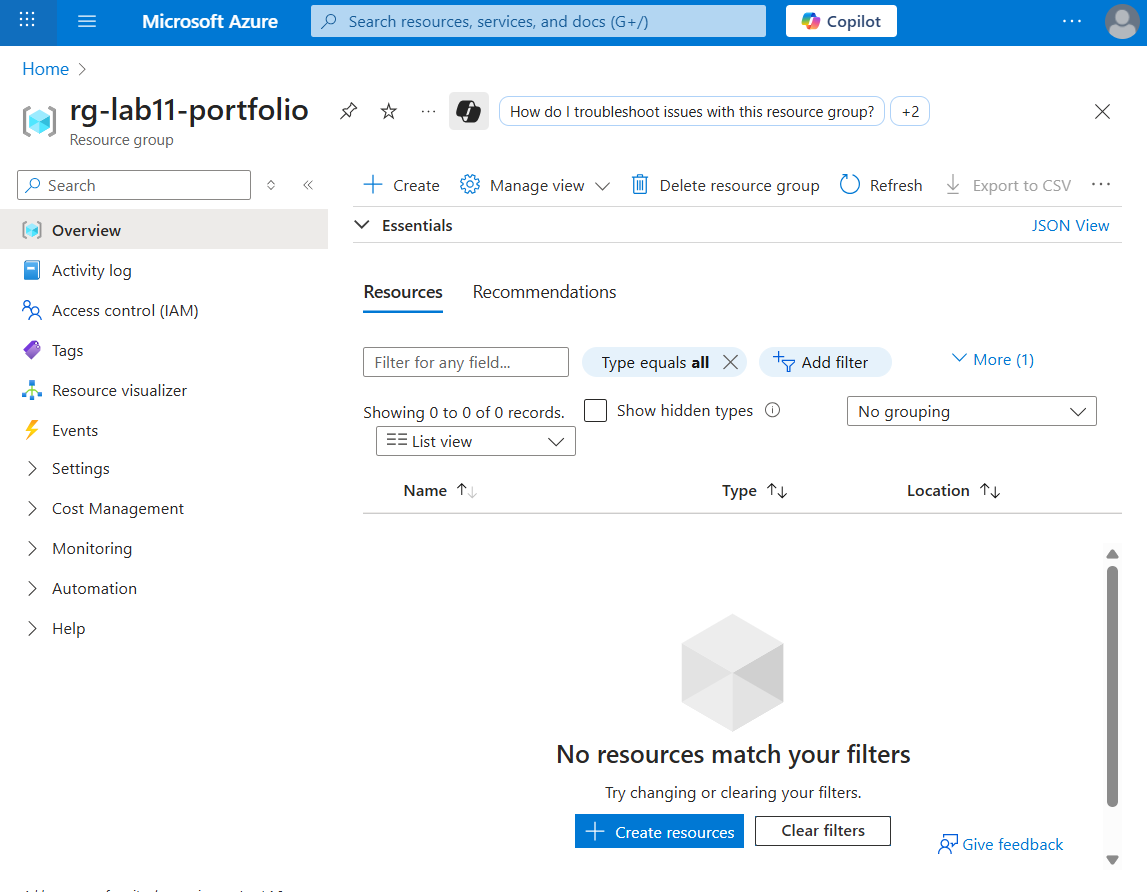 Microsoft Azure
Search resources, services, and docs (G+/)
Copilot
...
Home
rg-lab11-portfolio
...
How do I troubleshoot issues with this resource group?
+2
Resource group
Search
Create
Manage view
Delete resource group
Refresh
Export to CSV
...
Overview
Activity log
Access control (IAM)
Tags
Resource visualizer
Events
Settings
Cost Management
Monitoring
Automation
Help
Essentials
JSON View
Resources
Recommendations
Filter for any field...
Type equals all
Add filter
More (1)
Showing 0 to 0 of 0 records.
Show hidden types
No grouping
List view
Name
Type
Location
No resources match your filters
Try changing or clearing your filters.
Create resources
Clear filters
Give feedback